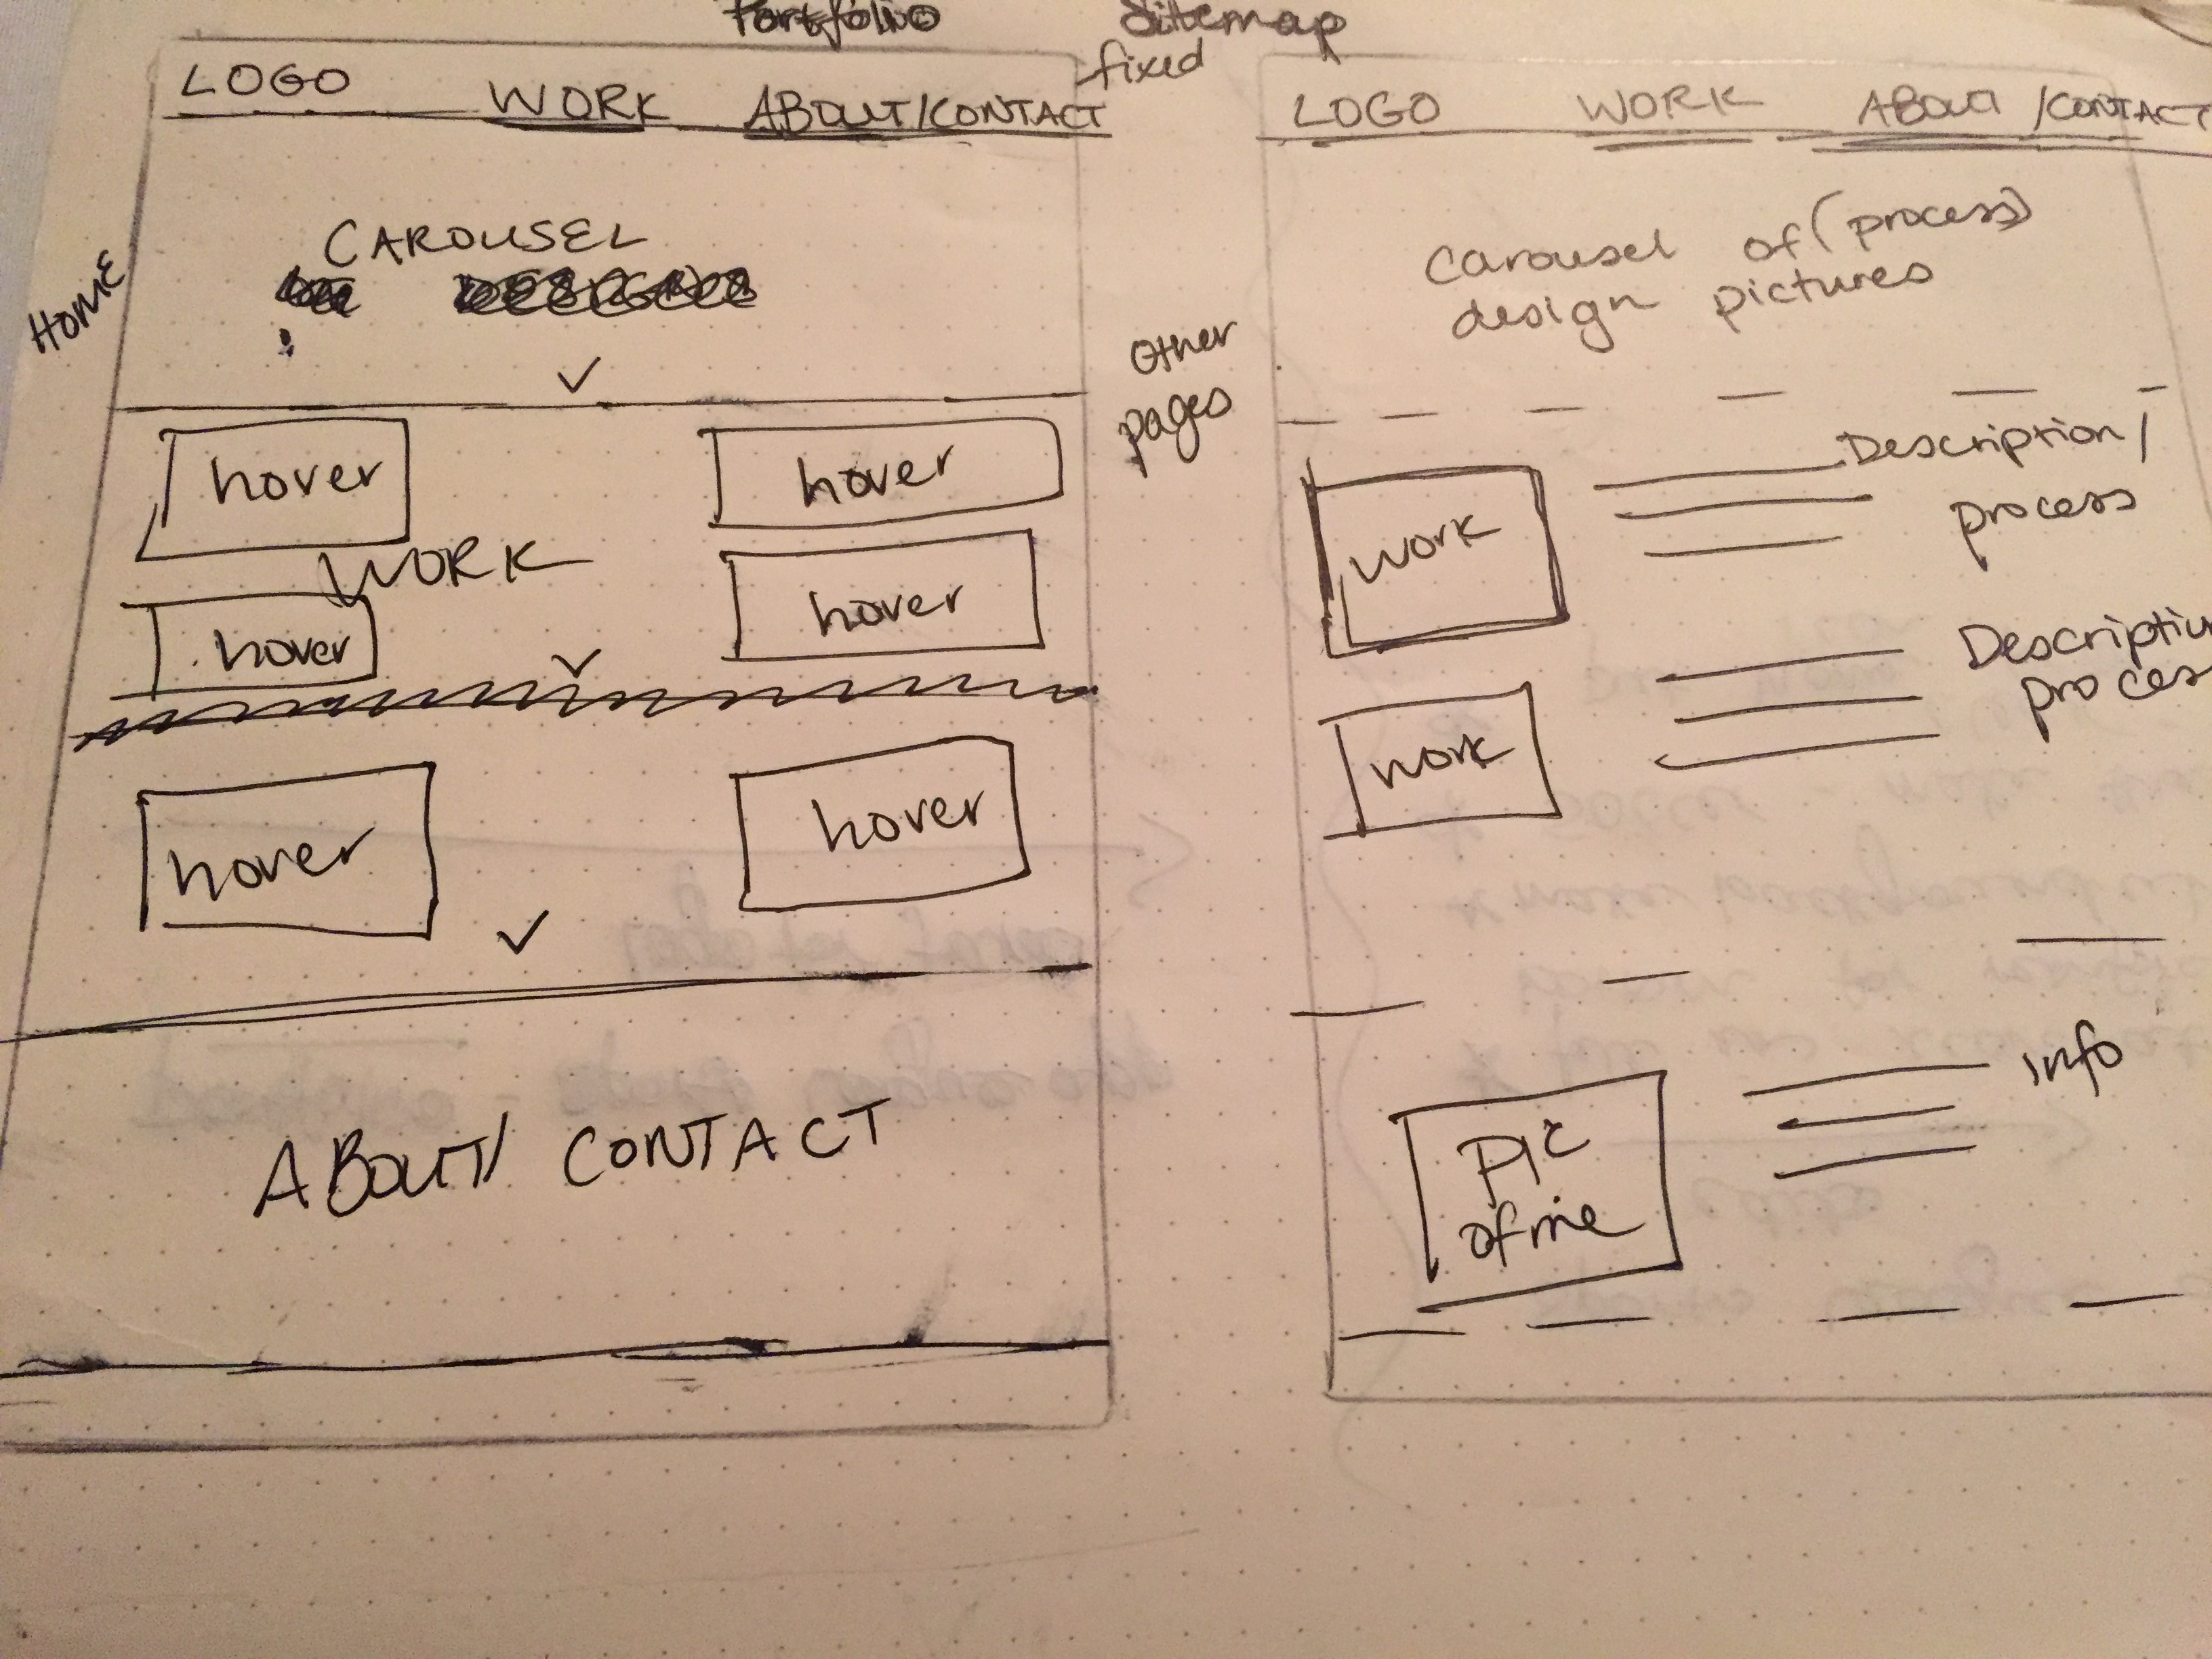 Portfolio Sitemap
HOME
LOGO WORK ABOUT/CONTACT
fixed
CAROUSEL
hover hover
WORK
hover hover
hover hover
ABOUT/ CONTACT
other
pages
LOGO WORK ABOUT/CONTACT
Carousel of (process)
design pictures
work Description/
process
work
process
Pic
of me
info